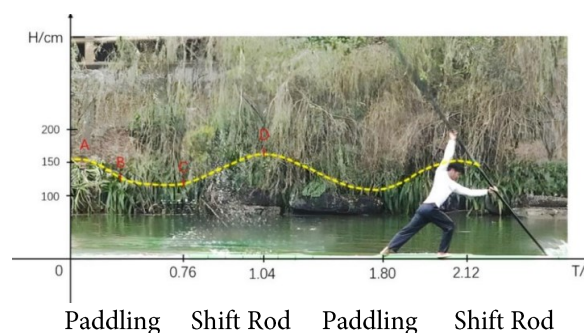 H/cm
200
150
100
A
B
C
D
0
0.76
1.04
1.80
2.12
T/
Paddling Shift Rod Paddling Shift Rod